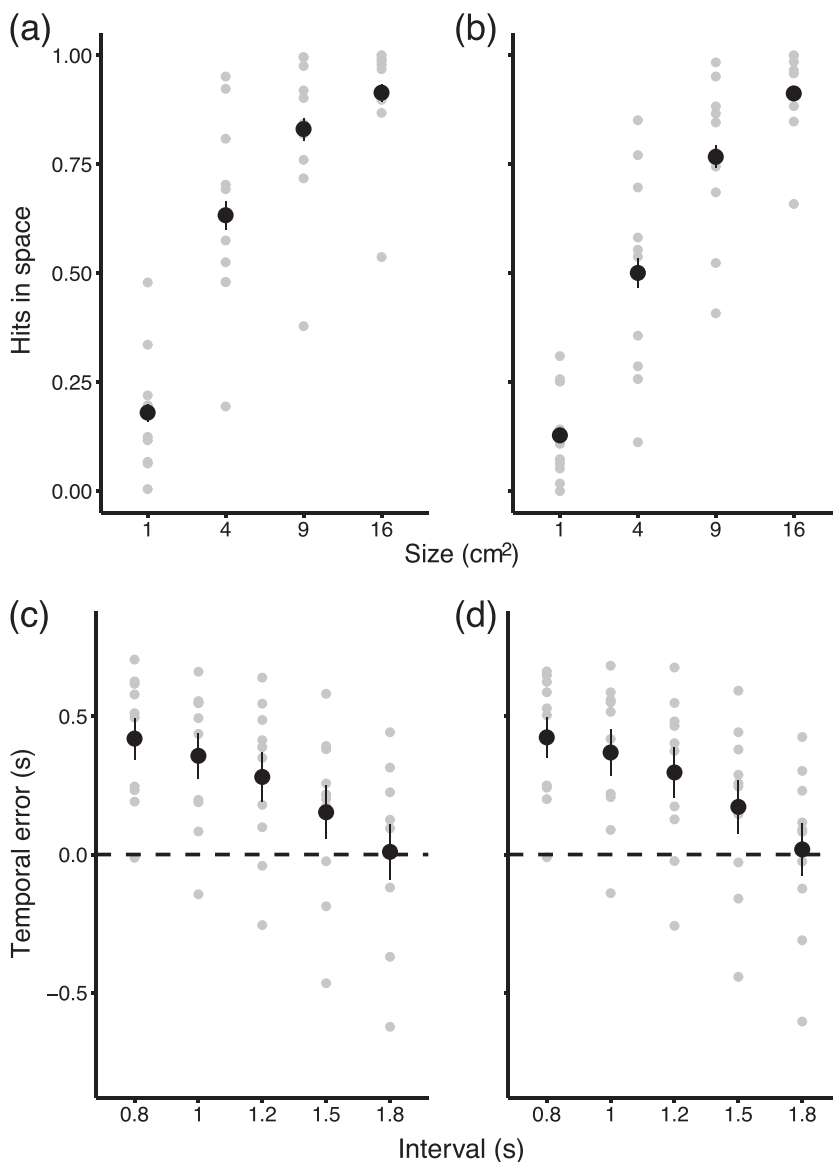 (a) (b)
1.00
0.75
0.50
0.25
0.00
Hits in space
1 4 9 16 1 4 9 16
Size (cm²)
(c) (d)
0.5
0.0
−0.5
Temporal error (s)
0.8 1 1.2 1.5 1.8 0.8 1 1.2 1.5 1.8
Interval (s)